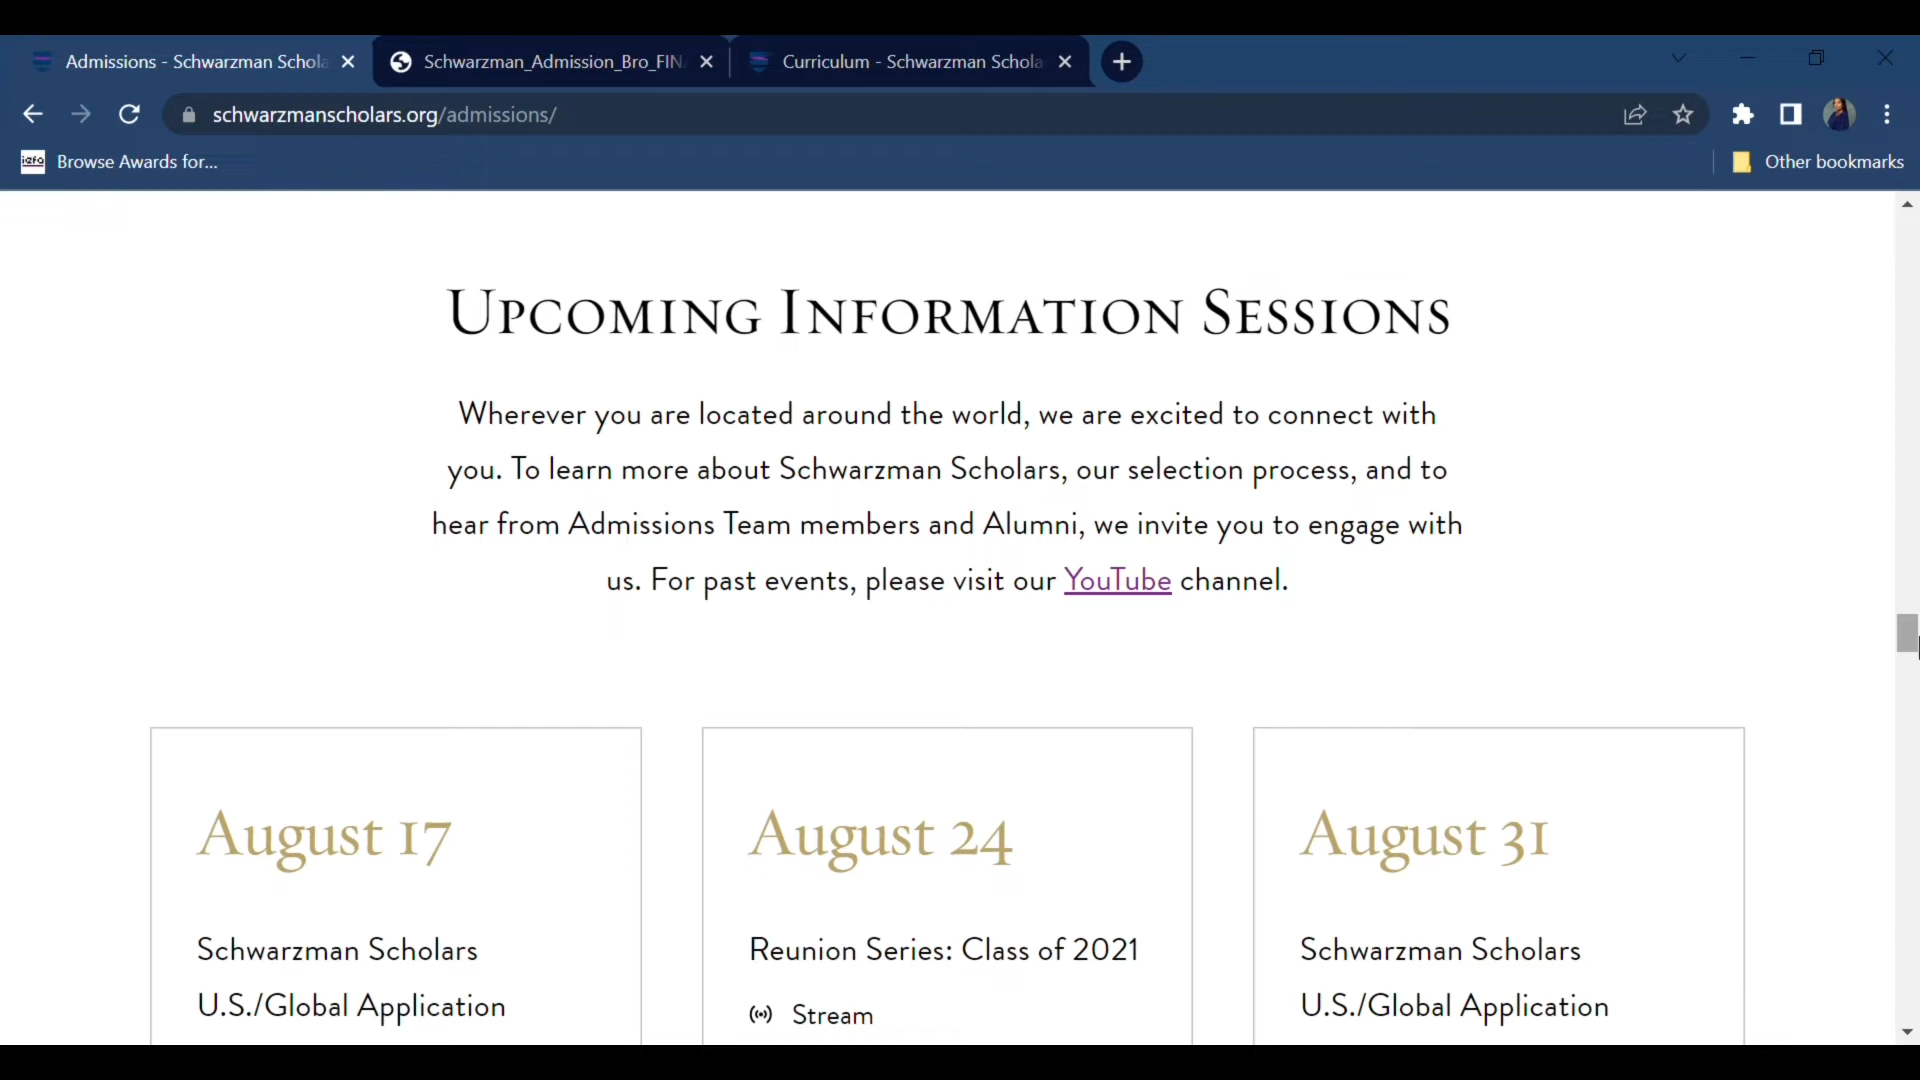 Admissions - Schwarzman Schola
Schwarzman_Admission_Bro_FIN
Curriculum - Schwarzman Schola
schwarzmanscholars.org/admissions/
iefa
Browse Awards for...
Other bookmarks
Upcoming Information Sessions
Wherever you are located around the world, we are excited to connect with
you. To learn more about Schwarzman Scholars, our selection process, and to
hear from Admissions Team members and Alumni, we invite you to engage with
us. For past events, please visit our YouTube channel.
August 17
Schwarzman Scholars
U.S./Global Application
August 24
Reunion Series: Class of 2021
Stream
August 31
Schwarzman Scholars
U.S./Global Application